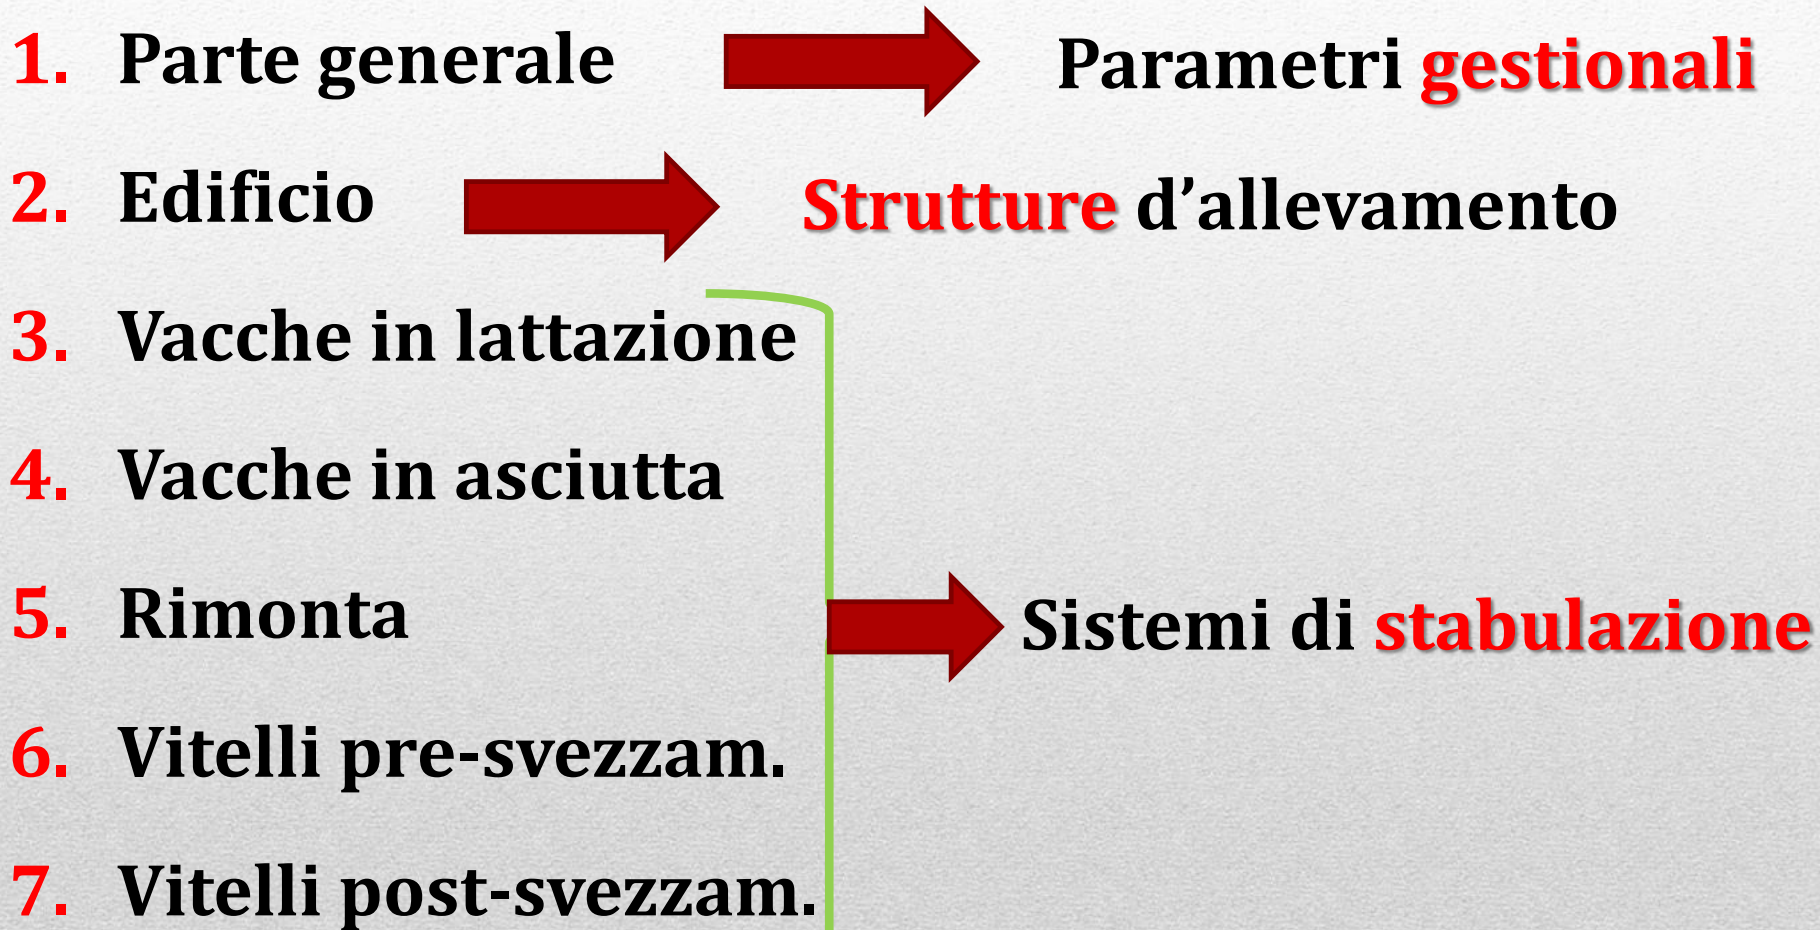 1. Parte generale Parametri gestionali
2. Edificio Strutture d’allevamento
3. Vacche in lattazione
4. Vacche in asciutta
5. Rimonta Sistemi di stabulazione
6. Vitelli pre-svezzam.
7. Vitelli post-svezzam.